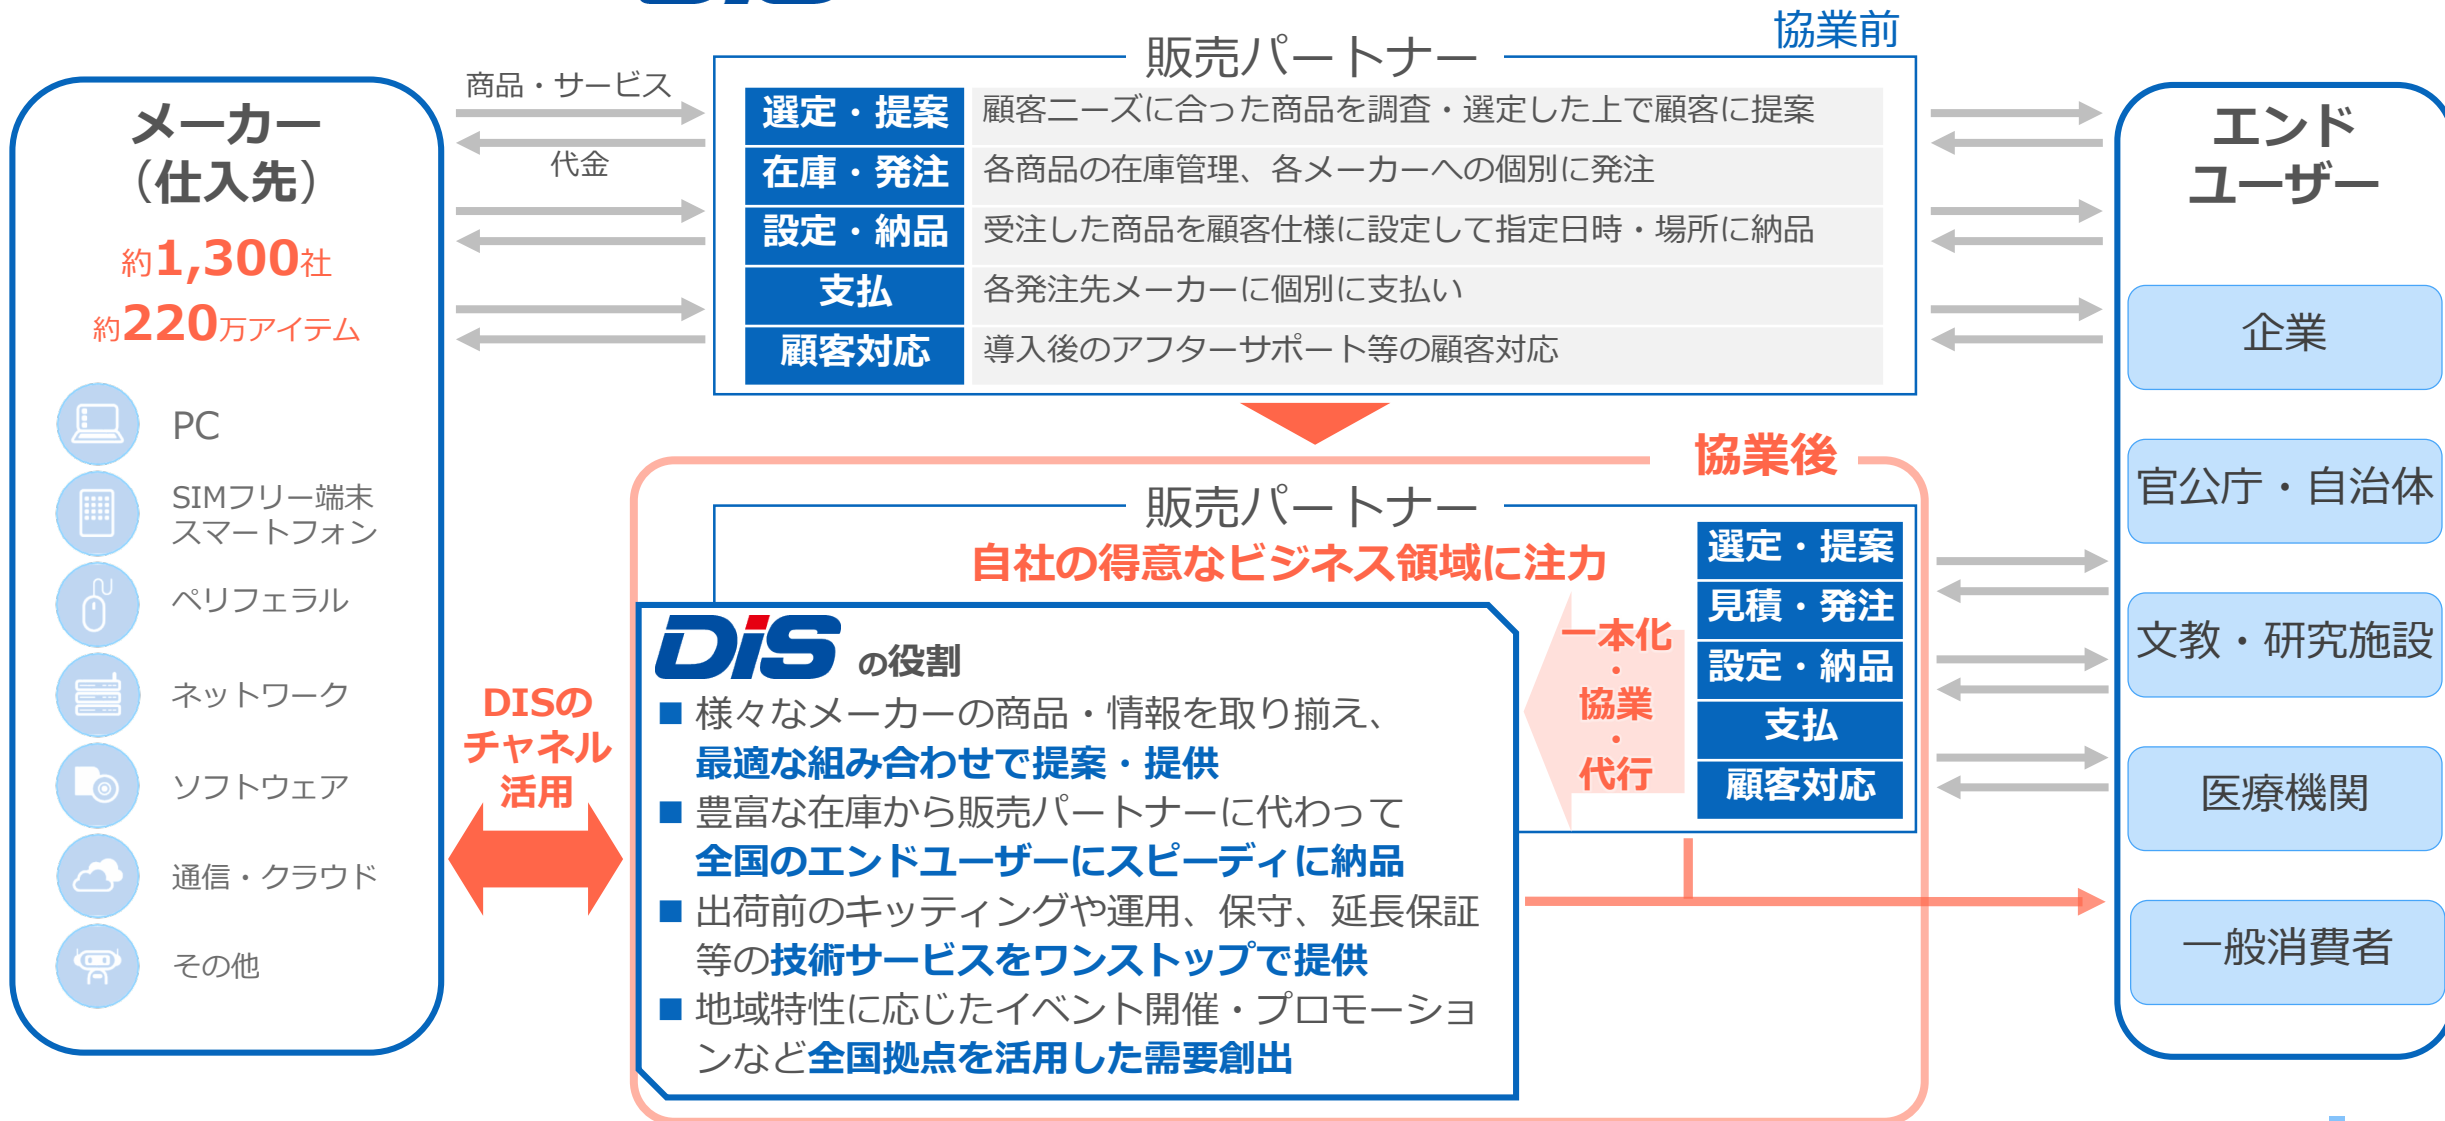 DiS
協業前
メーカー
（仕入先）
約1,300社
約220万アイテム
PC
SIMフリー端末
スマートフォン
ペリフェラル
ネットワーク
ソフトウェア
通信・クラウド
その他
商品・サービス
代金
販売パートナー
選定・提案 顧客ニーズに合った商品を調査・選定した上で顧客に提案
在庫・発注 各商品の在庫管理、各メーカーへの個別に発注
設定・納品 受注した商品を顧客仕様に設定して指定日時・場所に納品
支払 各発注先メーカーに個別に支払い
顧客対応 導入後のアフターサポート等の顧客対応
協業後
販売パートナー
自社の得意なビジネス領域に注力
選定・提案
見積・発注
設定・納品
支払
顧客対応
一本化
・
協業
・
代行
DISの
チャネル
活用
DiS の役割
■ 様々なメーカーの商品・情報を取り揃え、
最適な組み合わせで提案・提供
■ 豊富な在庫から販売パートナーに代わって
全国のエンドユーザーにスピーディに納品
■ 出荷前のキッティングや運用、保守、延長保証
等の技術サービスをワンストップで提供
■ 地域特性に応じたイベント開催・プロモーショ
ンなど全国拠点を活用した需要創出
エンド
ユーザー
企業
官公庁・自治体
文教・研究施設
医療機関
一般消費者